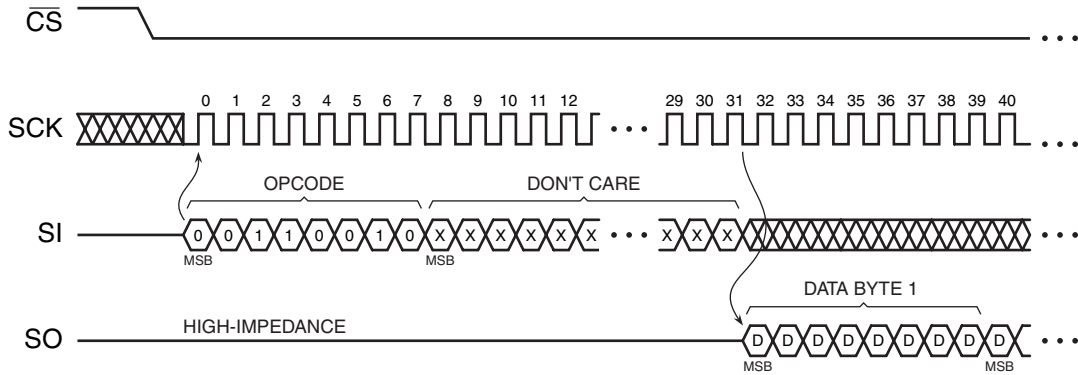 CS
• • •
0 1 2 3 4 5 6 7 8 9 10 11 12 29 30 31 32 33 34 35 36 37 38 39 40
SCK • • • • • •
OPCODE DON'T CARE
SI 0 0 1 1 0 0 1 0 X X X X X X • • • X X X • • •
MSB MSB
DATA BYTE 1
HIGH-IMPEDANCE
SO D D D D D D D D D • • •
MSB MSB